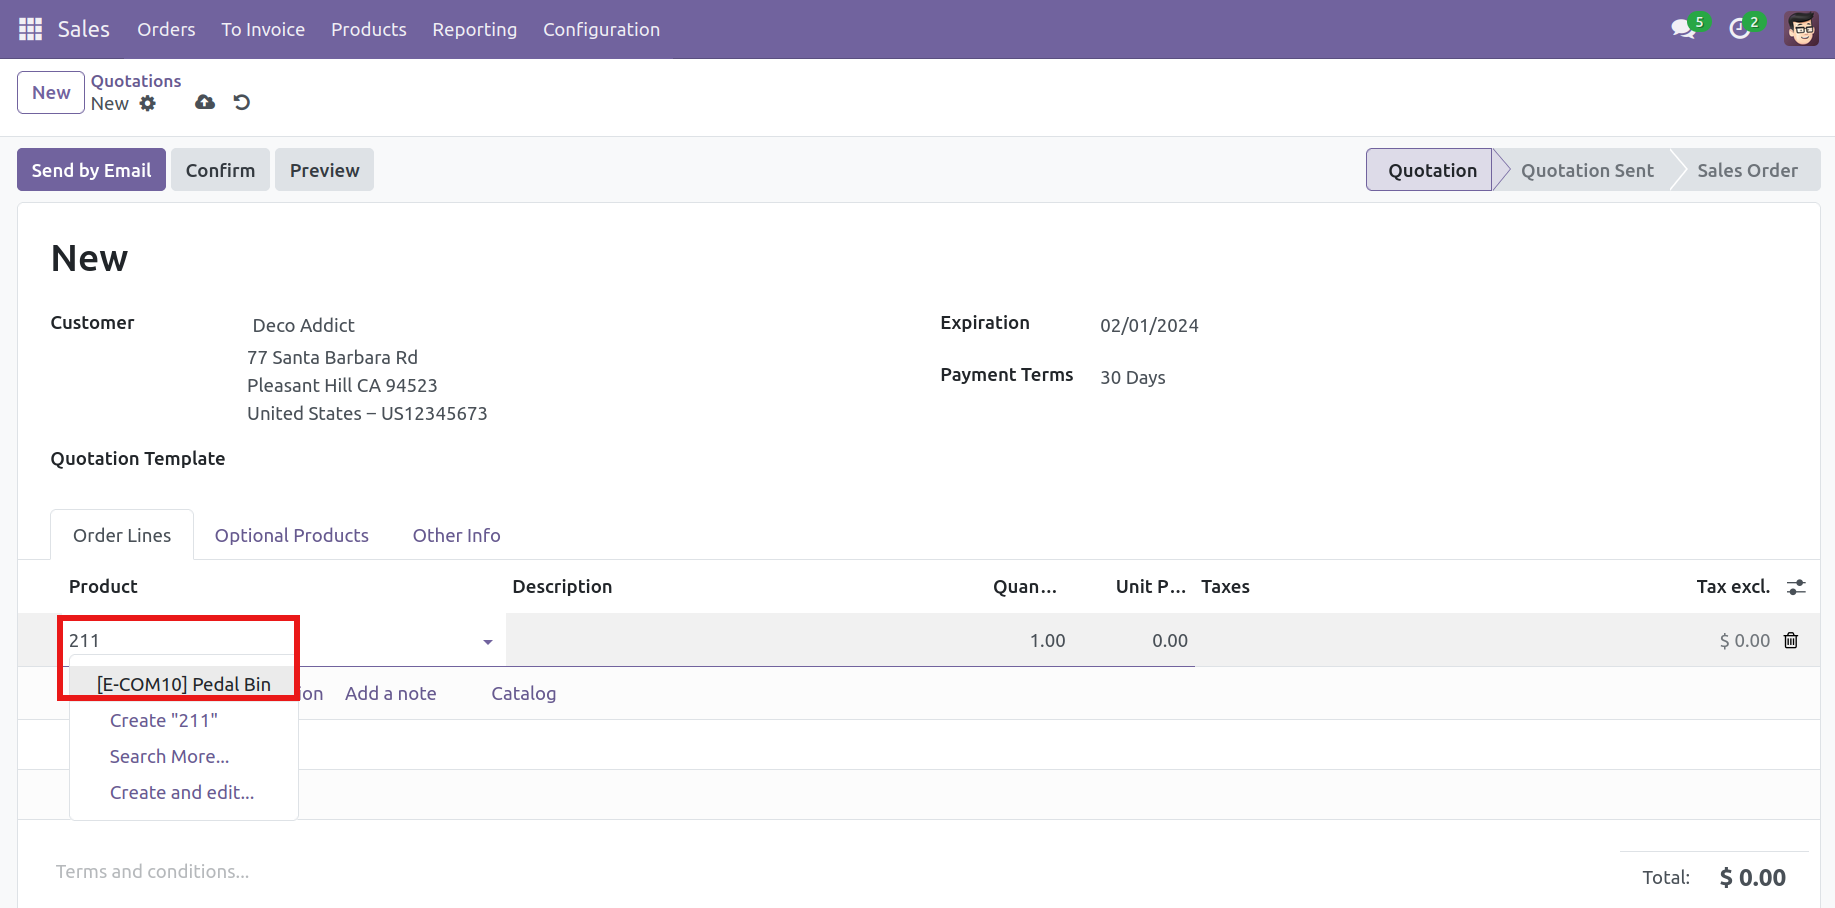 Sales Orders To Invoice Products Reporting Configuration 5 2
New Quotations
New
Send by Email Confirm Preview Quotation Quotation Sent Sales Order
New
Customer Deco Addict Expiration 02/01/2024
77 Santa Barbara Rd
Pleasant Hill CA 94523 Payment Terms 30 Days
United States – US12345673
Quotation Template
Order Lines Optional Products Other Info
Product Description Quan... Unit P... Taxes Tax excl.
211 1.00 0.00 $ 0.00
[E-COM10] Pedal Bin ion Add a note Catalog
Create "211"
Search More...
Create and edit...
Terms and conditions...
Total: $ 0.00